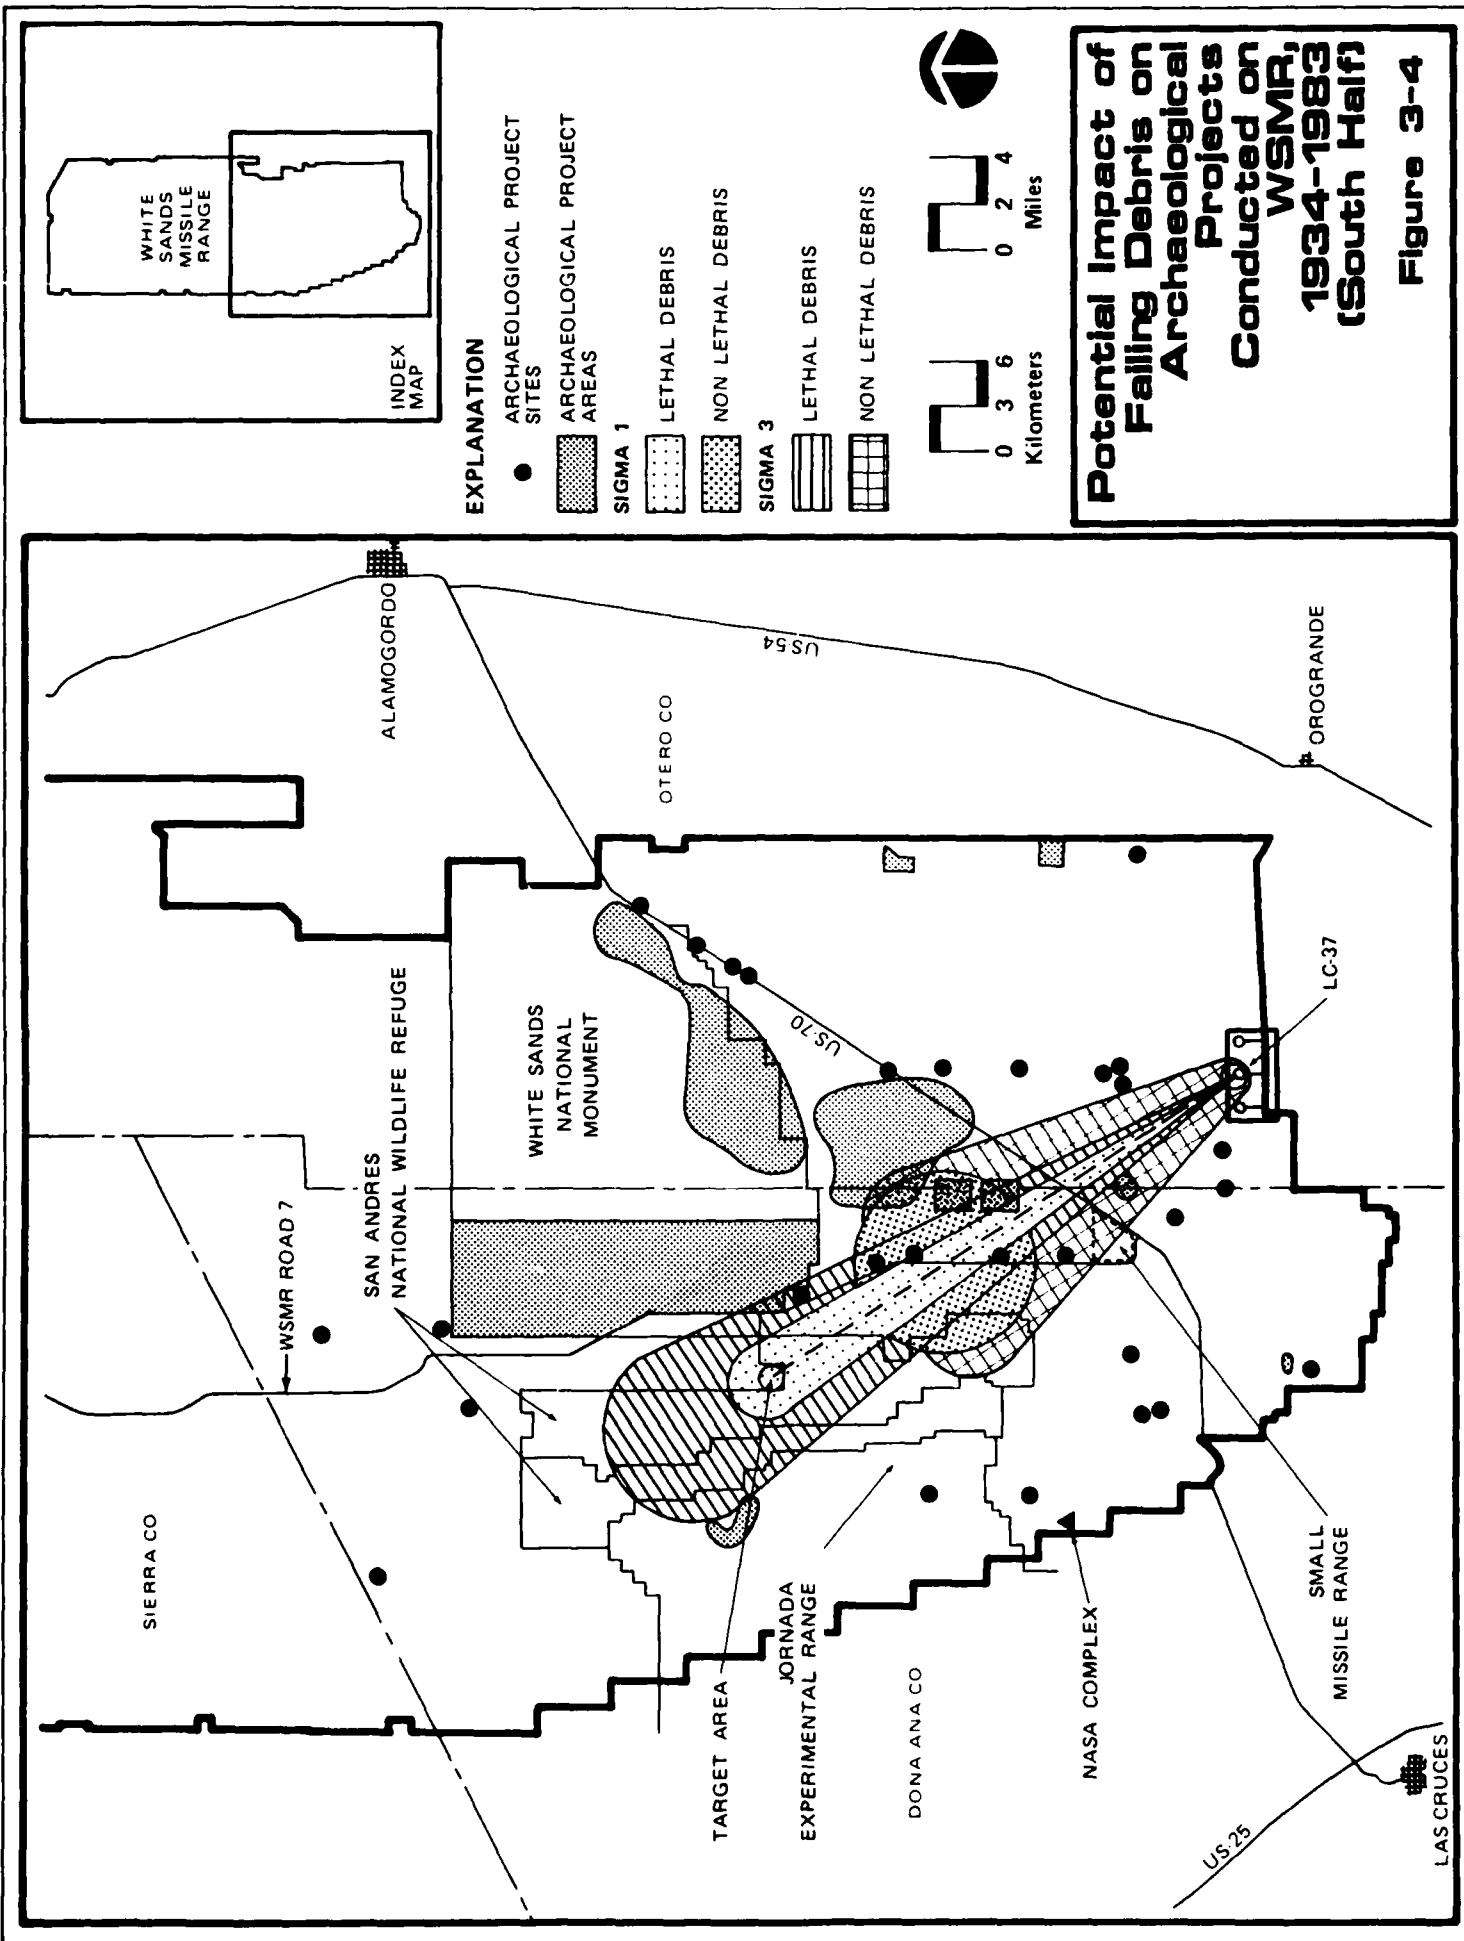 SIERRA CO
WSMR ROAD 7
SAN ANDRES
NATIONAL WILDLIFE REFUGE
ALAMOGORDO
WHITE SANDS
NATIONAL
MONUMENT
OTERO CO
US 54
US·70
TARGET AREA
JORNADA
EXPERIMENTAL RANGE
DONA ANA CO
NASA COMPLEX
US·25
LAS CRUCES
SMALL
MISSILE RANGE
LC-37
OROGRANDE
WHITE
SANDS
MISSILE
RANGE
INDEX
MAP
EXPLANATION
ARCHAEOLOGICAL PROJECT
SITES
ARCHAEOLOGICAL PROJECT
AREAS
SIGMA 1
LETHAL DEBRIS
NON LETHAL DEBRIS
SIGMA 3
LETHAL DEBRIS
NON LETHAL DEBRIS
0 3 6
Kilometers
0 2 4
Miles
Potential Impact of
Falling Debris on
Archaeological
Projects
Conducted on
WSMR,
1934-1983
(South Half)
Figure 3-4